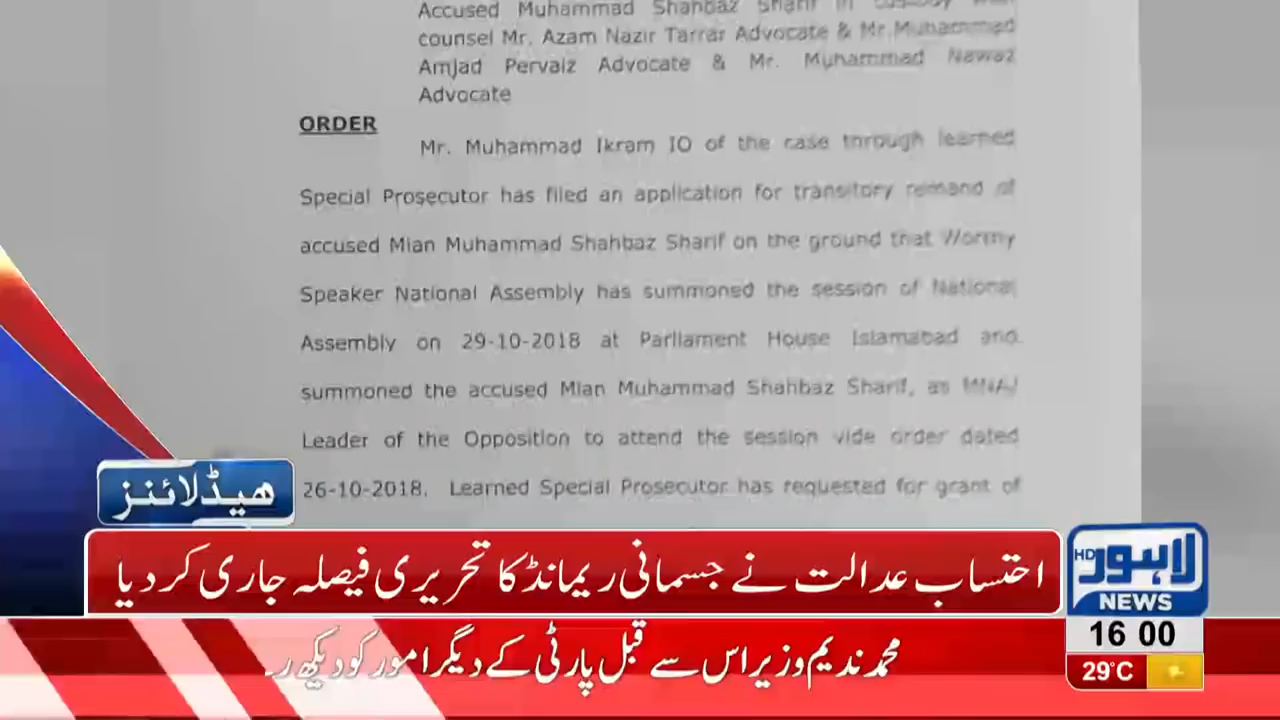 Accused Muhammad Shahbaz Sharif in custody with
counsel Mr. Azam Nazir Tarrar Advocate & Mr.Muhammad
Amjad Pervaiz Advocate & Mr. Muhammad Nawaz
Advocate
ORDER
Mr. Muhammad Ikram IO of the case through learned
Special Prosecutor has filed an application for transitory remand of
accused Mian Muhammad Shahbaz Sharif on the ground that Worthy
Speaker National Assembly has summoned the session of National
Assembly on 29-10-2018 at Parliament House Islamabad and
summoned the accused Mian Muhammad Shahbaz Sharif, as MNA/
Leader of the Opposition to attend the session vide order dated
26-10-2018. Learned Special Prosecutor has requested for grant of
ھیڈلائنز
احتساب عدالت نے جسمانی ریمانڈ کا تحریری فیصلہ جاری کر دیا
لاہور HD
NEWS
16 00
29°C
محمد ندیم وزیر اس سے قبل پارٹی کے دیگر امور کو دیکھ